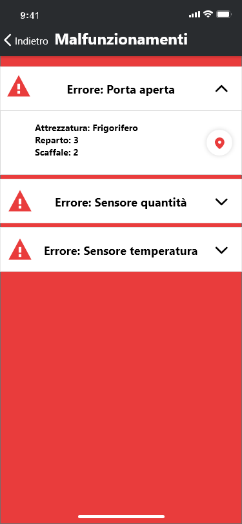 9:41
Indietro Malfunzionamenti
Errore: Porta aperta
Attrezzatura: Frigorifero
Reparto: 3
Scaffale: 2
Errore: Sensore quantità
Errore: Sensore temperatura